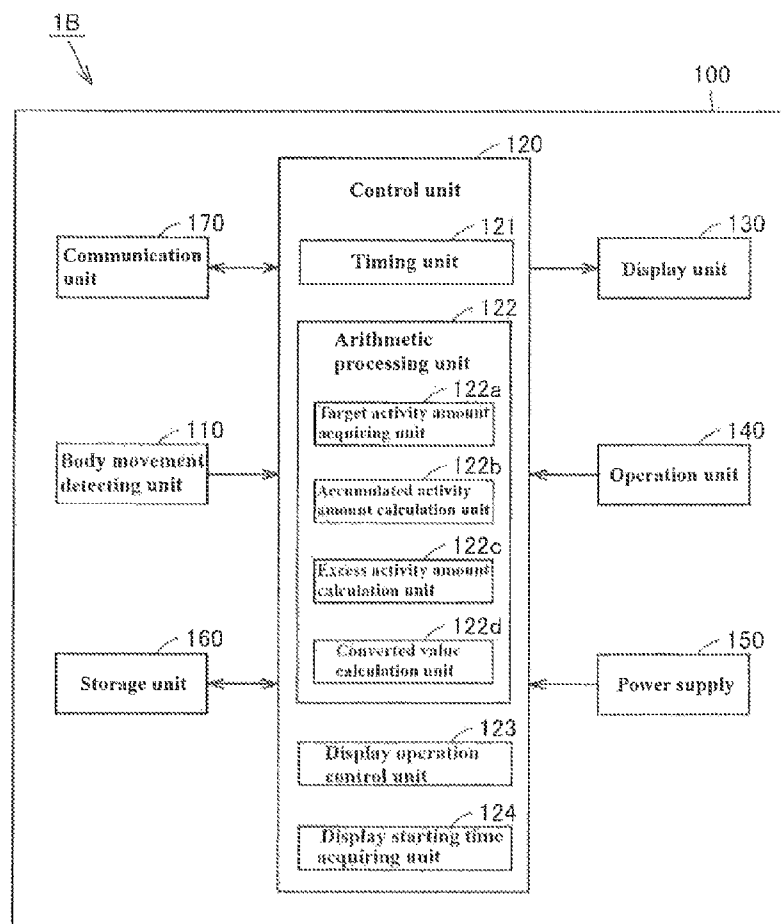 1B
100
120
Control unit
170
Communication
unit
121
Timing unit
130
Display unit
122
Arithmetic
processing unit
122a
Target activity amount
acquiring unit
110
Body movement
detecting unit
122b
Accumulated activity
amount calculation unit
140
Operation unit
122c
Excess activity amount
calculation unit
160
Storage unit
122d
Converted value
calculation unit
150
Power supply
123
Display operation
control unit
124
Display starting time
acquiring unit